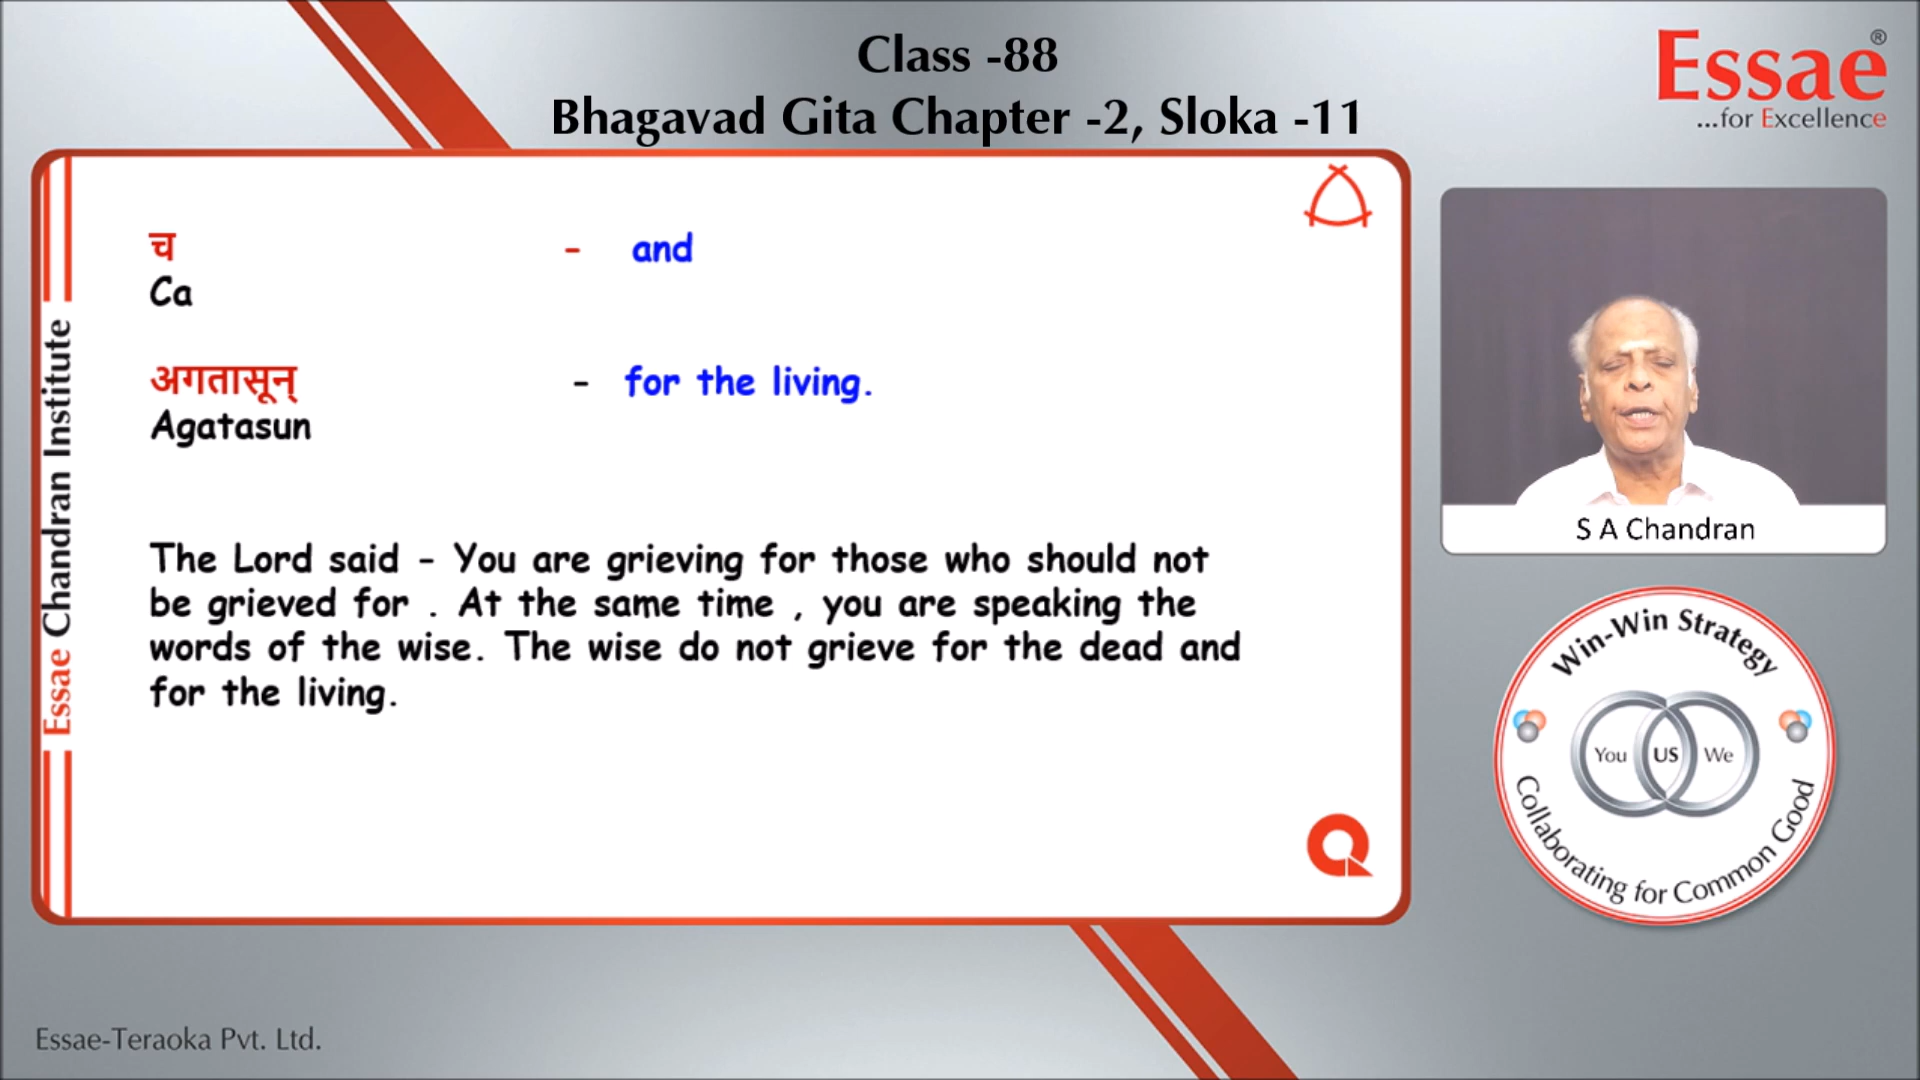 Class -88
Bhagavad Gita Chapter -2, Sloka -11
Essae®
...for Excellence
च - and
Ca
अगतासून् - for the living.
Agatasun
The Lord said - You are grieving for those who should not
be grieved for . At the same time , you are speaking the
words of the wise. The wise do not grieve for the dead and
for the living.
Essae Chandran Institute
S A Chandran
Win-Win Strategy
You US We
Collaborating for Common Good
Essae-Teraoka Pvt. Ltd.